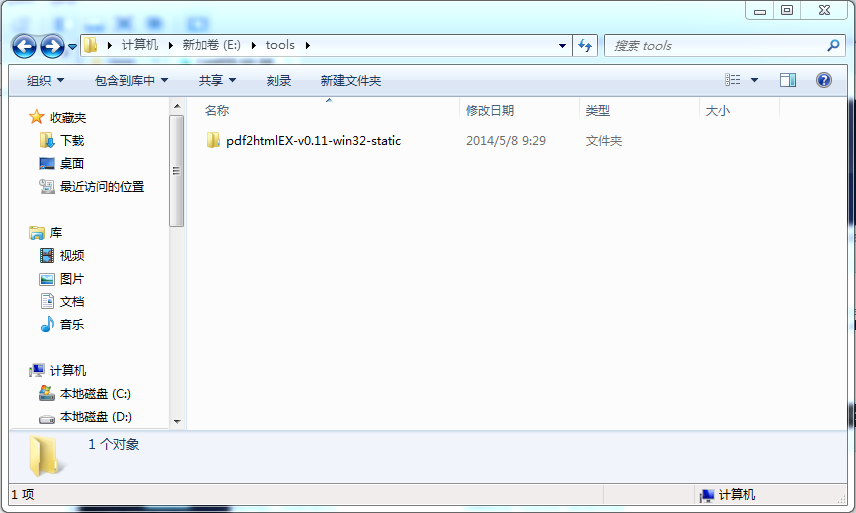 计算机 新加卷 (E:) tools
搜索 tools
组织 包含到库中 共享 刻录 新建文件夹
名称 修改日期 类型 大小
pdf2htmlEX-v0.11-win32-static 2014/5/8 9:29 文件夹
收藏夹
下载
桌面
最近访问的位置
库
视频
图片
文档
音乐
计算机
本地磁盘 (C:)
本地磁盘 (D:)
1 个对象
1 项
计算机